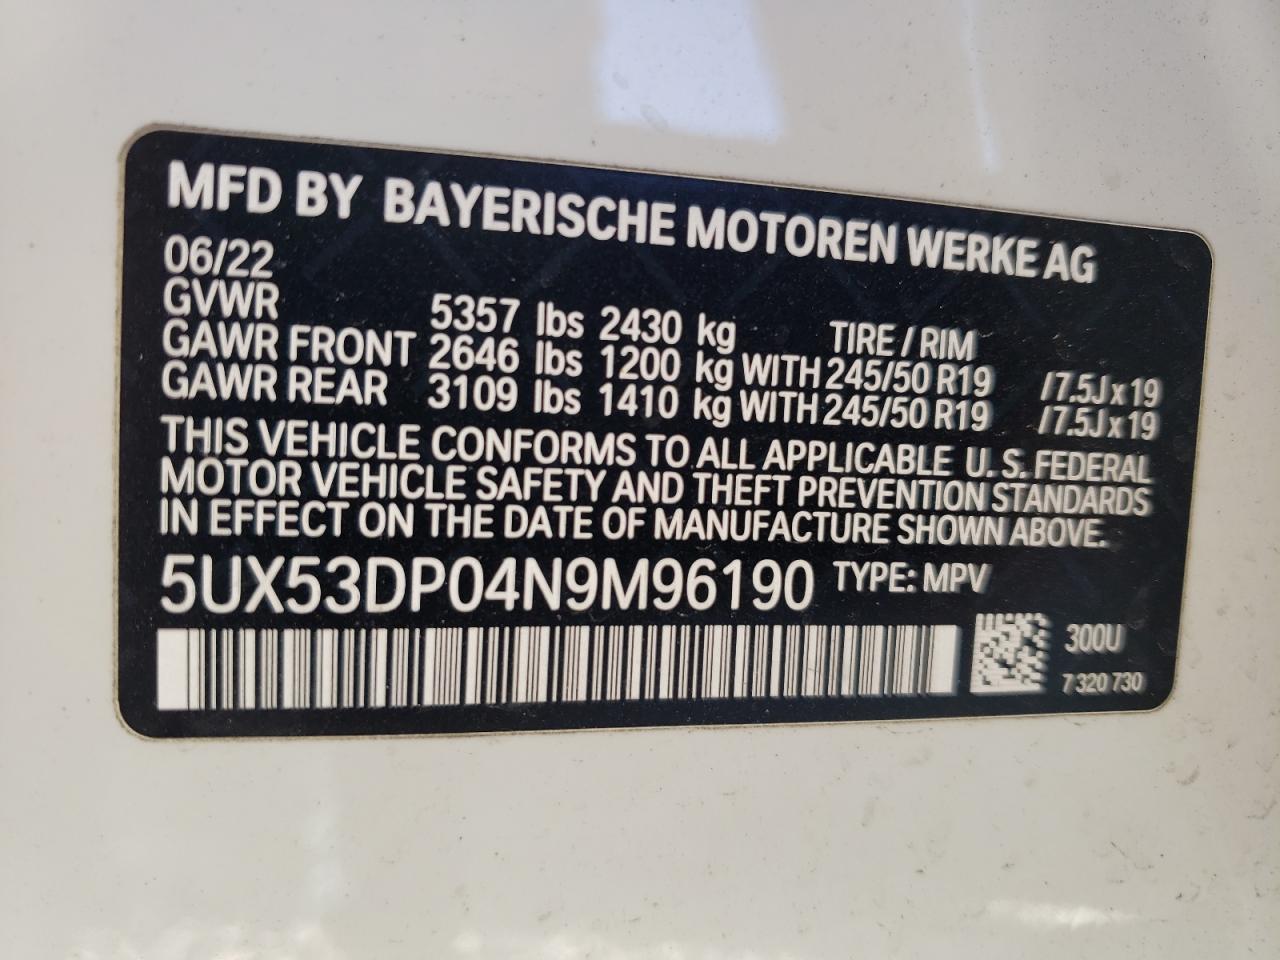 MFD BY BAYERISCHE MOTOREN WERKE AG
06/22
GVWR 5357 lbs 2430 kg TIRE / RIM
GAWR FRONT 2646 lbs 1200 kg WITH 245/50 R19 /7.5J x 19
GAWR REAR 3109 lbs 1410 kg WITH 245/50 R19 /7.5J x 19
THIS VEHICLE CONFORMS TO ALL APPLICABLE U. S. FEDERAL
MOTOR VEHICLE SAFETY AND THEFT PREVENTION STANDARDS
IN EFFECT ON THE DATE OF MANUFACTURE SHOWN ABOVE.
5UX53DP04N9M96190 TYPE: MPV
300U
7 320 730